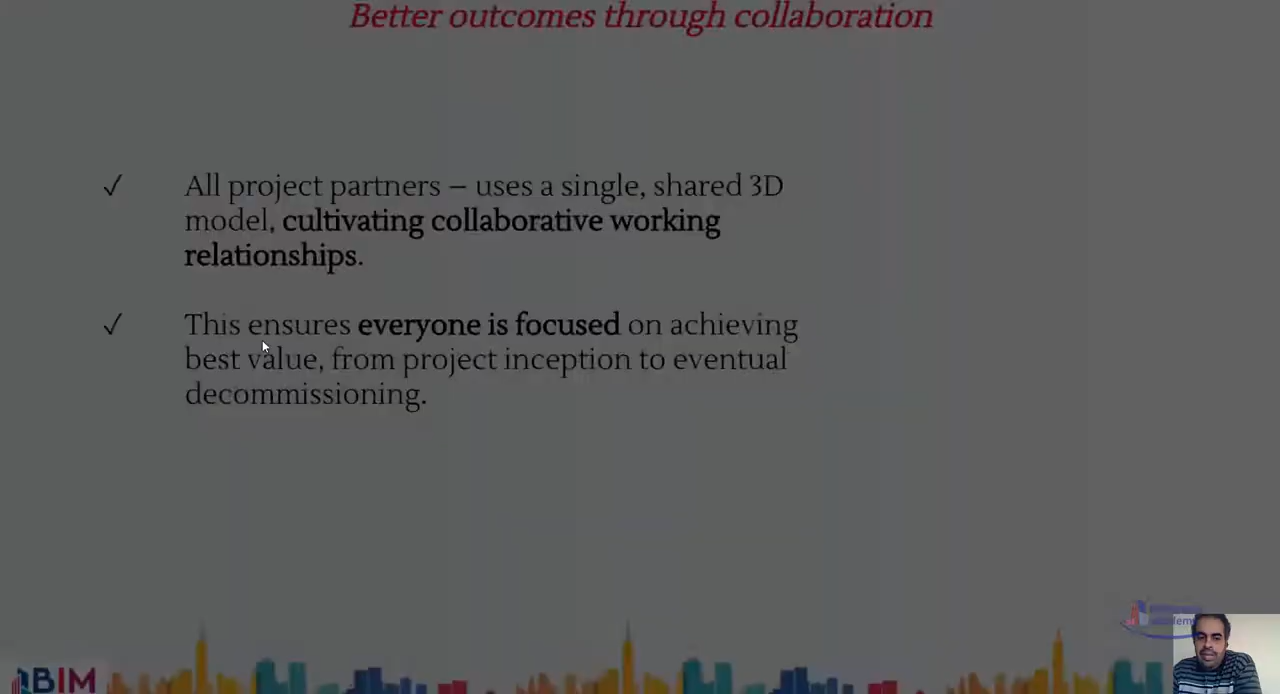 Better outcomes through collaboration
✓ All project partners – uses a single, shared 3D
model, cultivating collaborative working
relationships.
✓ This ensures everyone is focused on achieving
best value, from project inception to eventual
decommissioning.
BIM